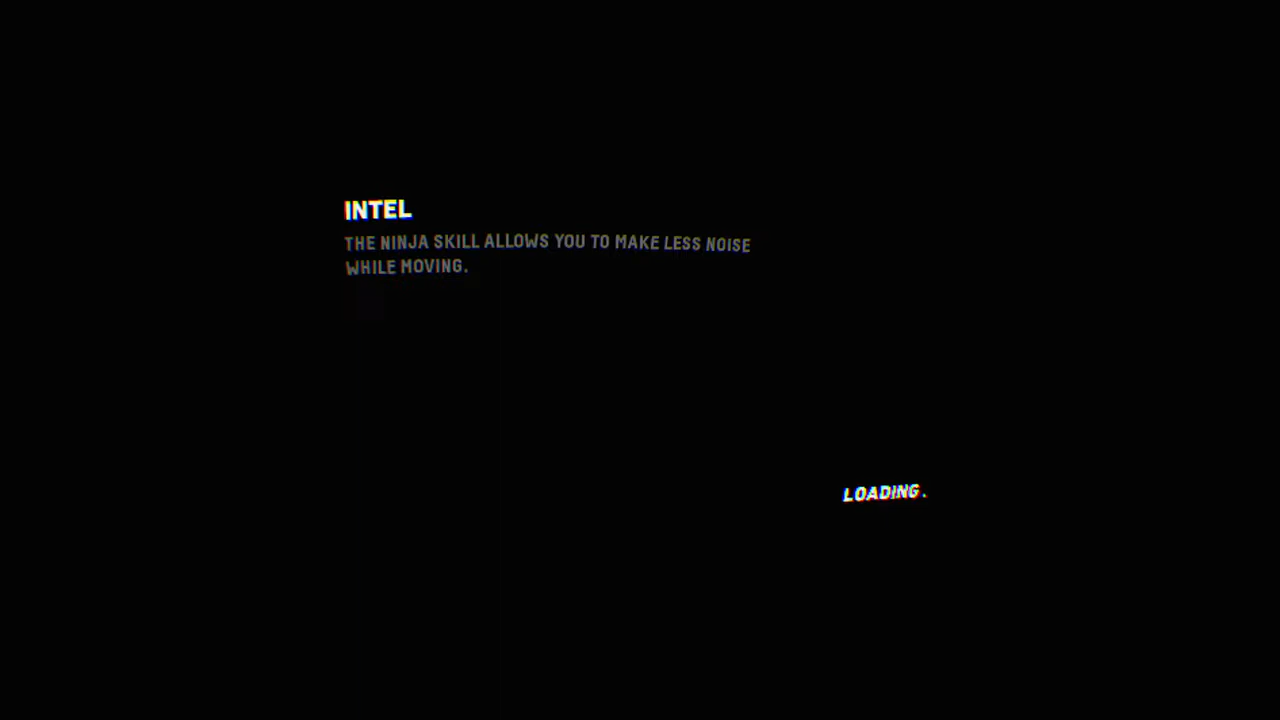 INTEL
THE NINJA SKILL ALLOWS YOU TO MAKE LESS NOISE
WHILE MOVING.
LOADING.